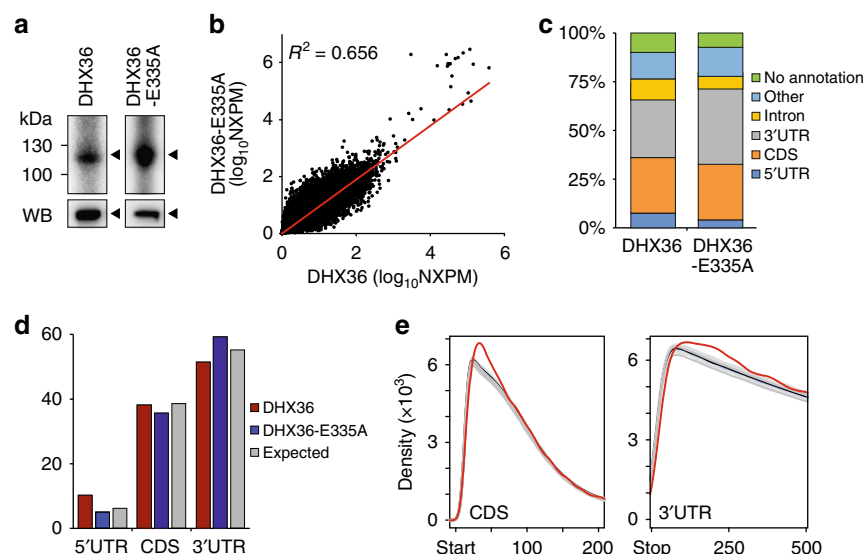 a
DHX36
DHX36
-E335A
kDa
130
100
WB
b
R² = 0.656
DHX36-E335A
(log₁₀NXPM)
6
4
2
0
0
2
4
6
DHX36 (log₁₀NXPM)
c
100%
75%
50%
25%
0%
DHX36
DHX36
-E335A
No annotation
Other
Intron
3′UTR
CDS
5′UTR
d
60
40
20
0
5′UTR CDS 3′UTR
DHX36
DHX36-E335A
Expected
e
Density (×10³)
6
3
0
CDS
Start 100 200
6
3
0
3′UTR
Stop 250 500